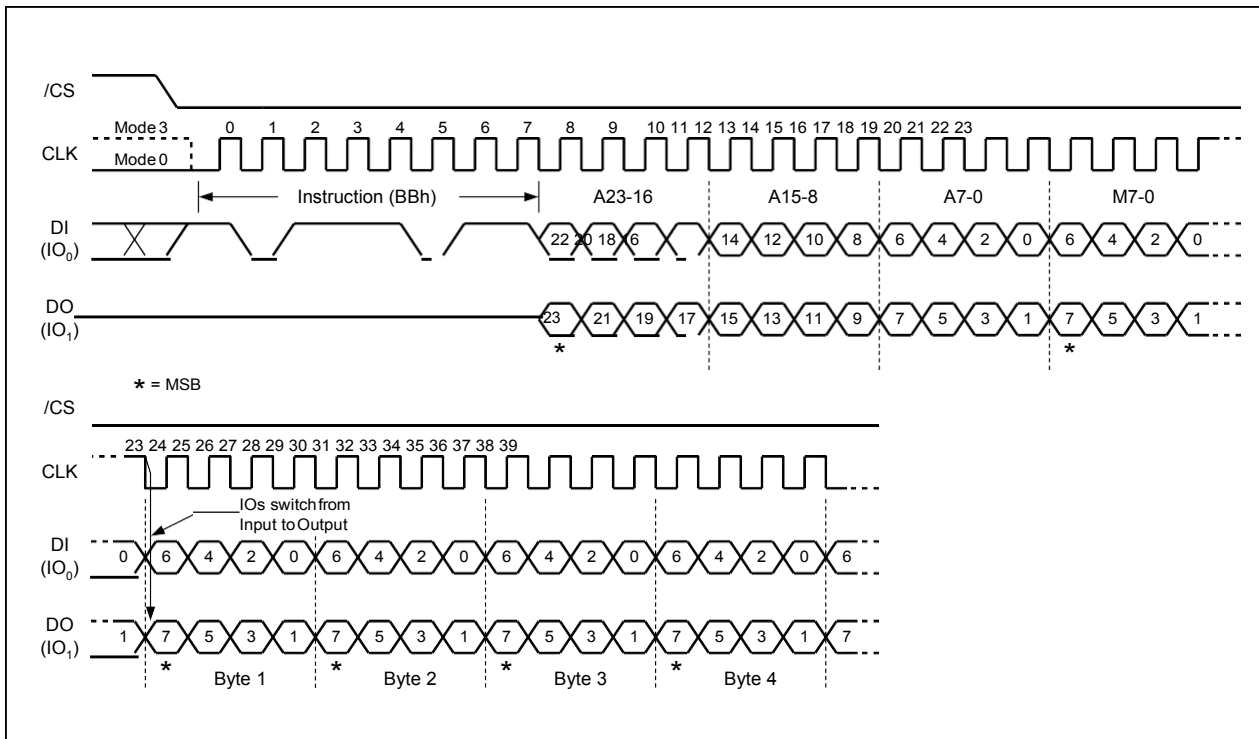 /CS
Mode 3
0 1 2 3 4 5 6 7 8 9 10 11 12 13 14 15 16 17 18 19 20 21 22 23
CLK
Mode 0
Instruction (BBh)
A23-16 A15-8 A7-0 M7-0
DI
(IO0)
22 20 18 16 14 12 10 8 6 4 2 0 6 4 2 0
DO
(IO1)
23 21 19 17 15 13 11 9 7 5 3 1 7 5 3 1
* *
* = MSB
/CS
23 24 25 26 27 28 29 30 31 32 33 34 35 36 37 38 39
CLK
IOs switch from
Input to Output
DI
(IO0)
0 6 4 2 0 6 4 2 0 6 4 2 0 6 4 2 0 6
DO
(IO1)
1 7 5 3 1 7 5 3 1 7 5 3 1 7 5 3 1 7
* * * *
Byte 1 Byte 2 Byte 3 Byte 4